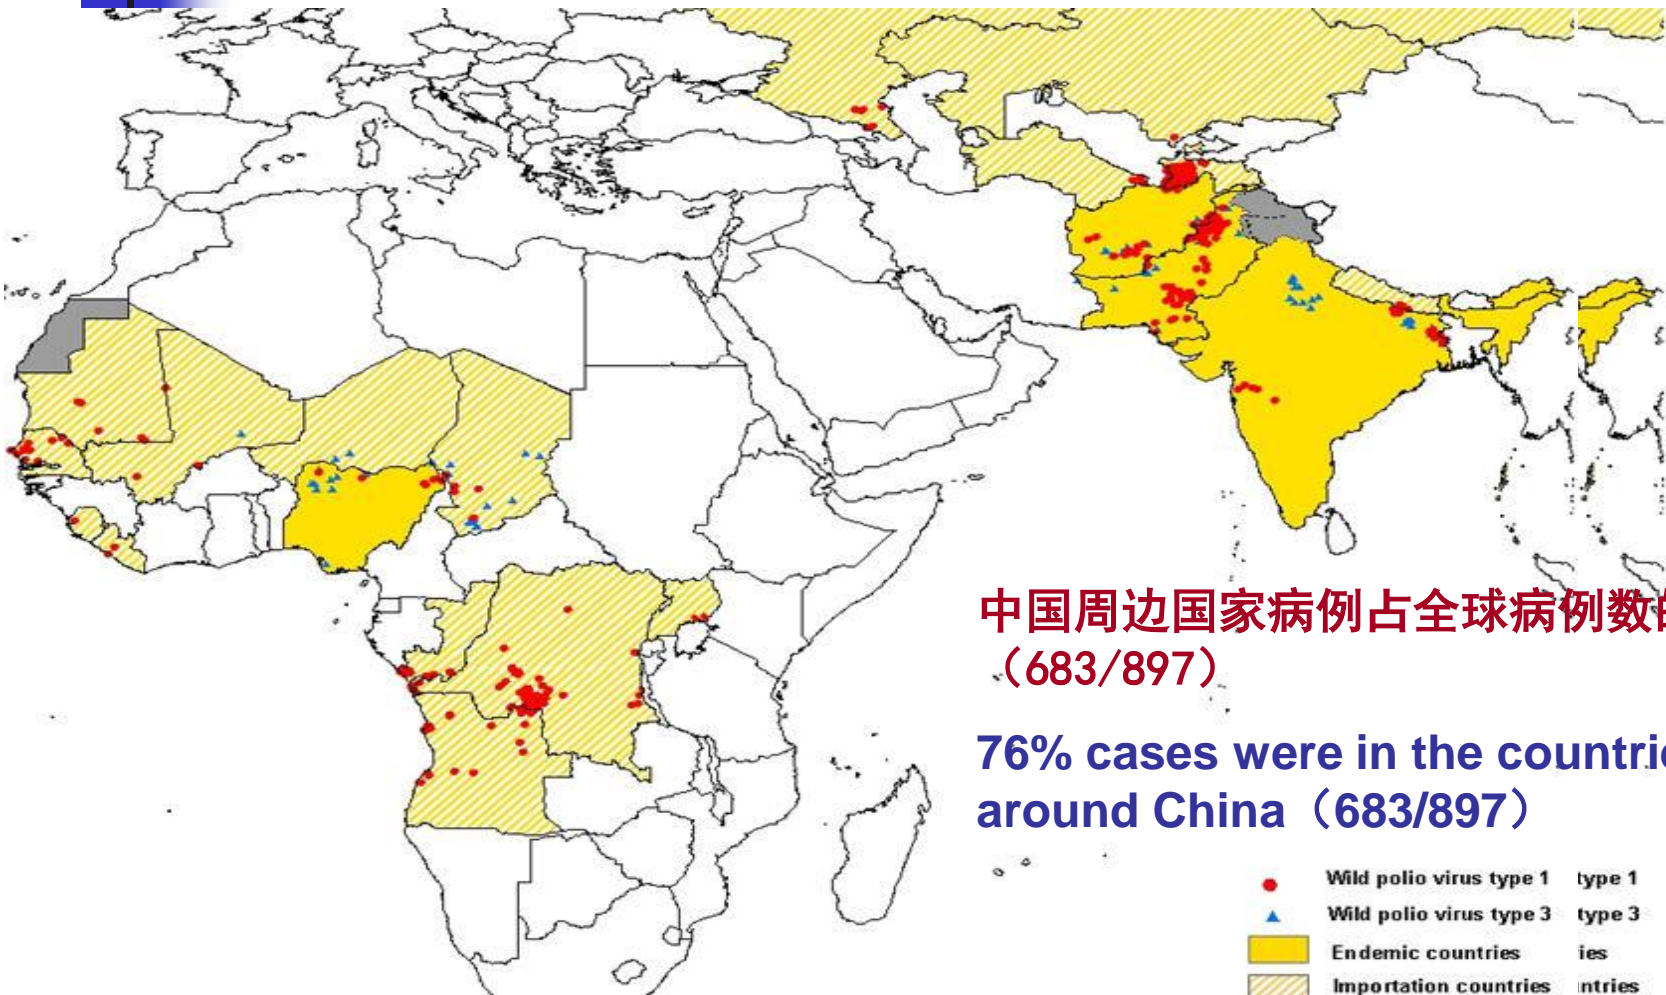 中国周边国家病例占全球病例数
（683/897）
76% cases were in the
around China（683/897）
Wild polio virus type 1 type 1
Wild polio virus type 3 type 3
Endemic countries ies
Importation countries ntries